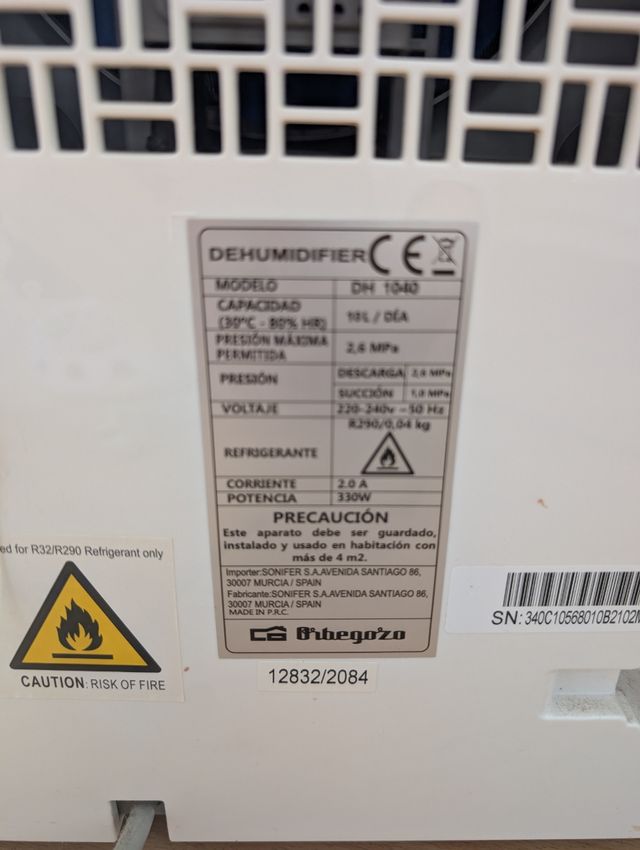 DEHUMIDIFIER CE
MODELO DH 1040
CAPACIDAD
(30°C - 80% HR) 10L / DÍA
PRESIÓN MÁXIMA
PERMITIDA 2,6 MPa
PRESIÓN
DESCARGA 2,6 MPa
SUCCIÓN 1,0 MPa
VOLTAJE 220-240v ~ 50 Hz
R290/0,04 kg
REFRIGERANTE
CORRIENTE 2.0 A
POTENCIA 330W
PRECAUCIÓN
Este aparato debe ser guardado,
instalado y usado en habitación con
más de 4 m2.
Importer:SONIFER S.A.AVENIDA SANTIAGO 86,
30007 MURCIA / SPAIN
Fabricante:SONIFER S.A.AVENIDA SANTIAGO 86,
30007 MURCIA / SPAIN
MADE IN P.R.C.
Orbegozo
12832/2084
ed for R32/R290 Refrigerant only
CAUTION: RISK OF FIRE
SN: 340C10568010B2102